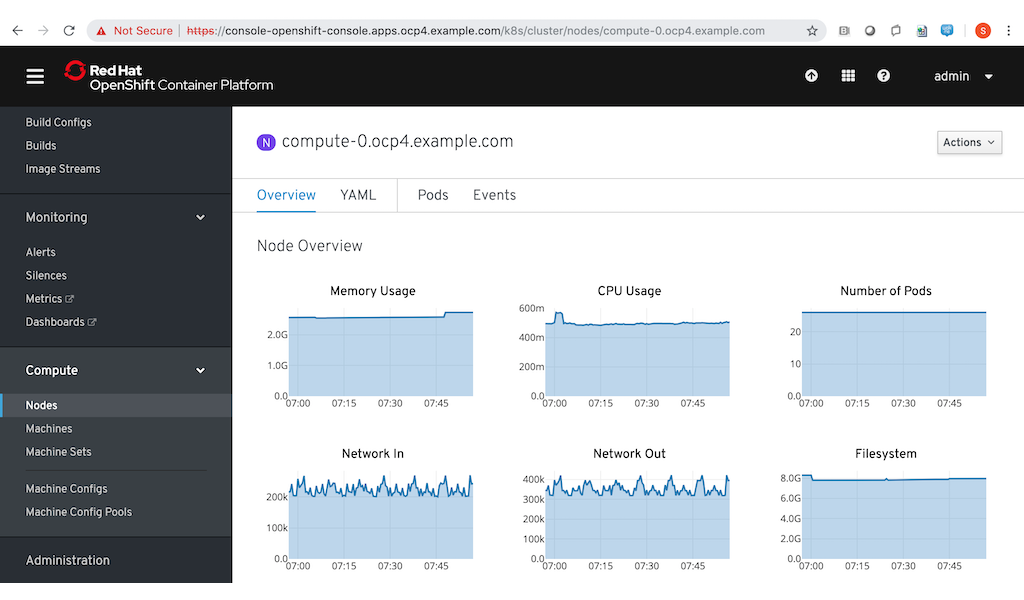 Not Secure | https://console-openshift-console.apps.ocp4.example.com/k8s/cluster/nodes/compute-0.ocp4.example.com
S
Red Hat
OpenShift Container Platform
admin
Build Configs
Builds
Image Streams
Monitoring
Alerts
Silences
Metrics
Dashboards
Compute
Nodes
Machines
Machine Sets
Machine Configs
Machine Config Pools
Administration
N compute-0.ocp4.example.com
Actions
Overview YAML Pods Events
Node Overview
Memory Usage
2.0G
1.0G
0.0
07:00 07:15 07:30 07:45
CPU Usage
600m
400m
200m
0.0
07:00 07:15 07:30 07:45
Number of Pods
20
10
0.0
07:00 07:15 07:30 07:45
Network In
200k
100k
0.0
07:00 07:15 07:30 07:45
Network Out
400k
300k
200k
100k
0.0
07:00 07:15 07:30 07:45
Filesystem
8.0G
6.0G
4.0G
2.0G
0.0
07:00 07:15 07:30 07:45